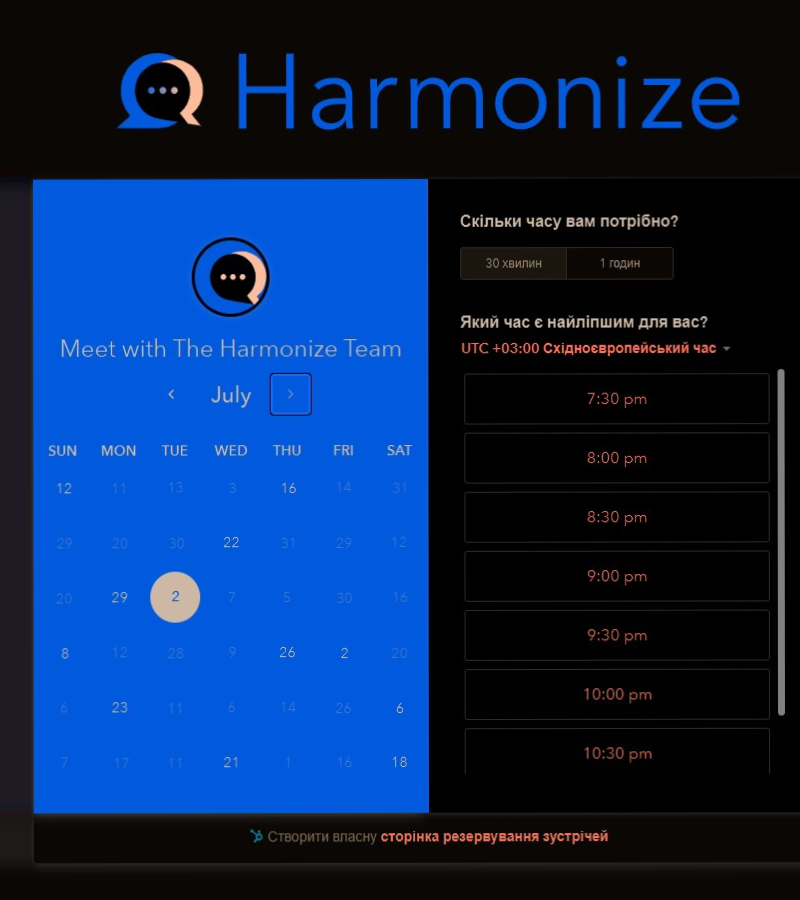 Harmonize
Meet with The Harmonize Team
July
SUN MON TUE WED THU FRI SAT
12 11 13 3 16 14 31
29 20 30 22 31 29 12
20 29 2 7 5 30 16
8 12 28 9 26 2 20
6 23 11 6 14 26 6
7 17 11 21 1 16 18
Скільки часу вам потрібно?
30 хвилин 1 годин
Який час є найліпшим для вас?
UTC +03:00 Східноєвропейський час
7:30 pm
8:00 pm
8:30 pm
9:00 pm
9:30 pm
10:00 pm
10:30 pm
Створити власну сторінка резервування зустрічей